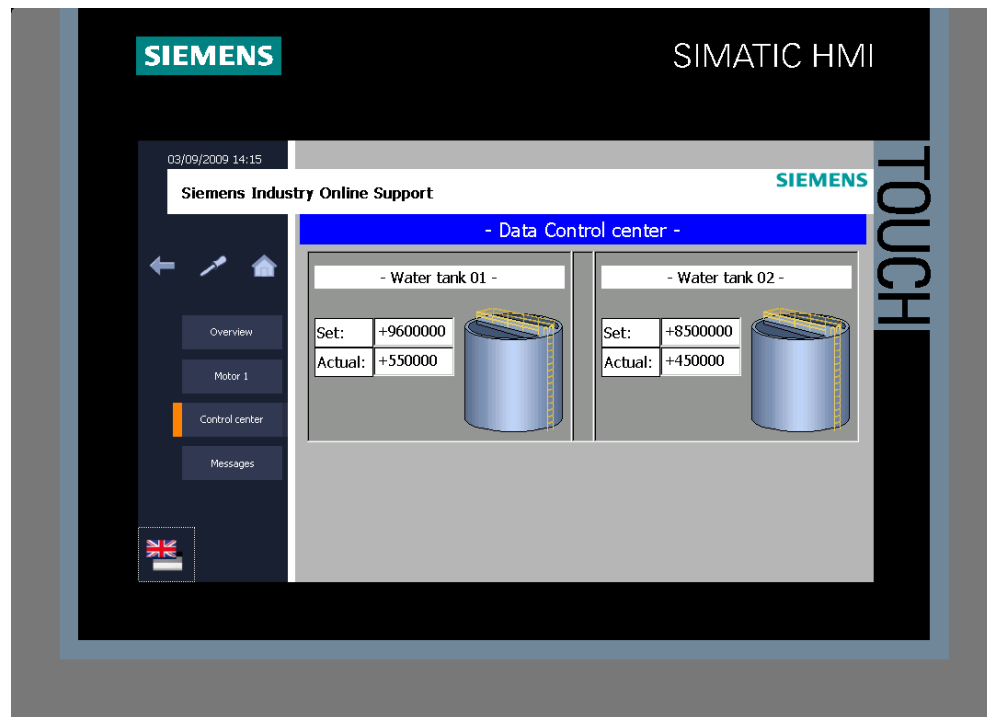 SIEMENS
SIMATIC HMI
TOUCH
03/09/2009 14:15
SIEMENS
Siemens Industry Online Support
- Data Control center -
- Water tank 01 -
- Water tank 02 -
Set: +9600000
Actual: +550000
Set: +8500000
Actual: +450000
Overview
Motor 1
Control center
Messages